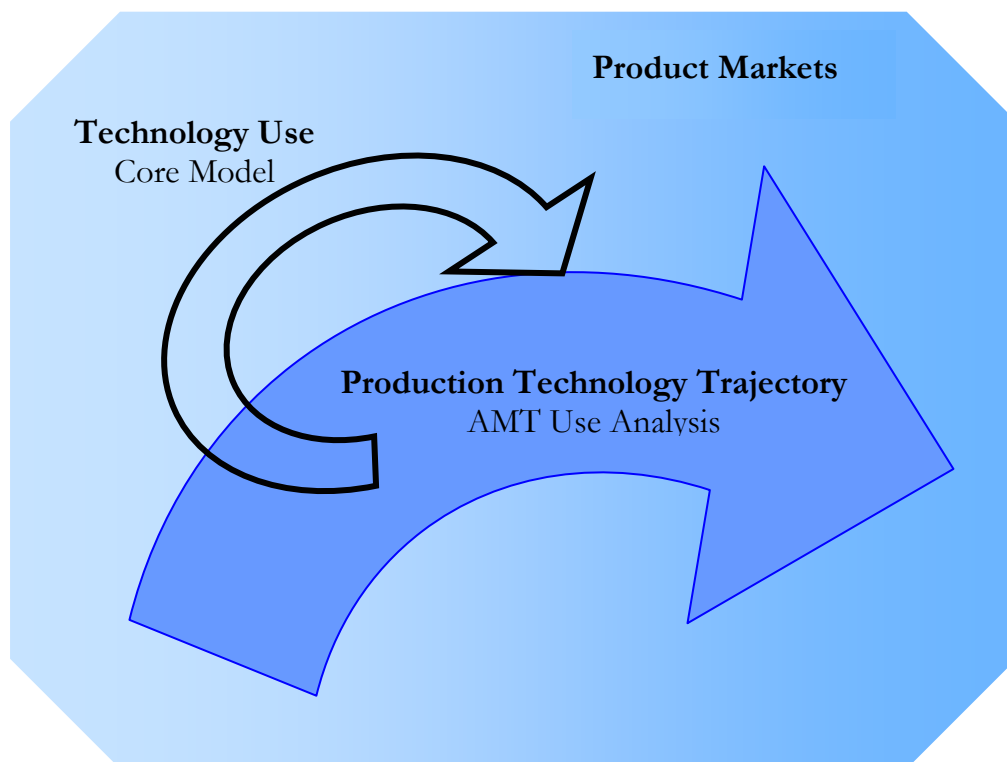 Product Markets
Technology Use
Core Model
Production Technology Trajectory
AMT Use Analysis